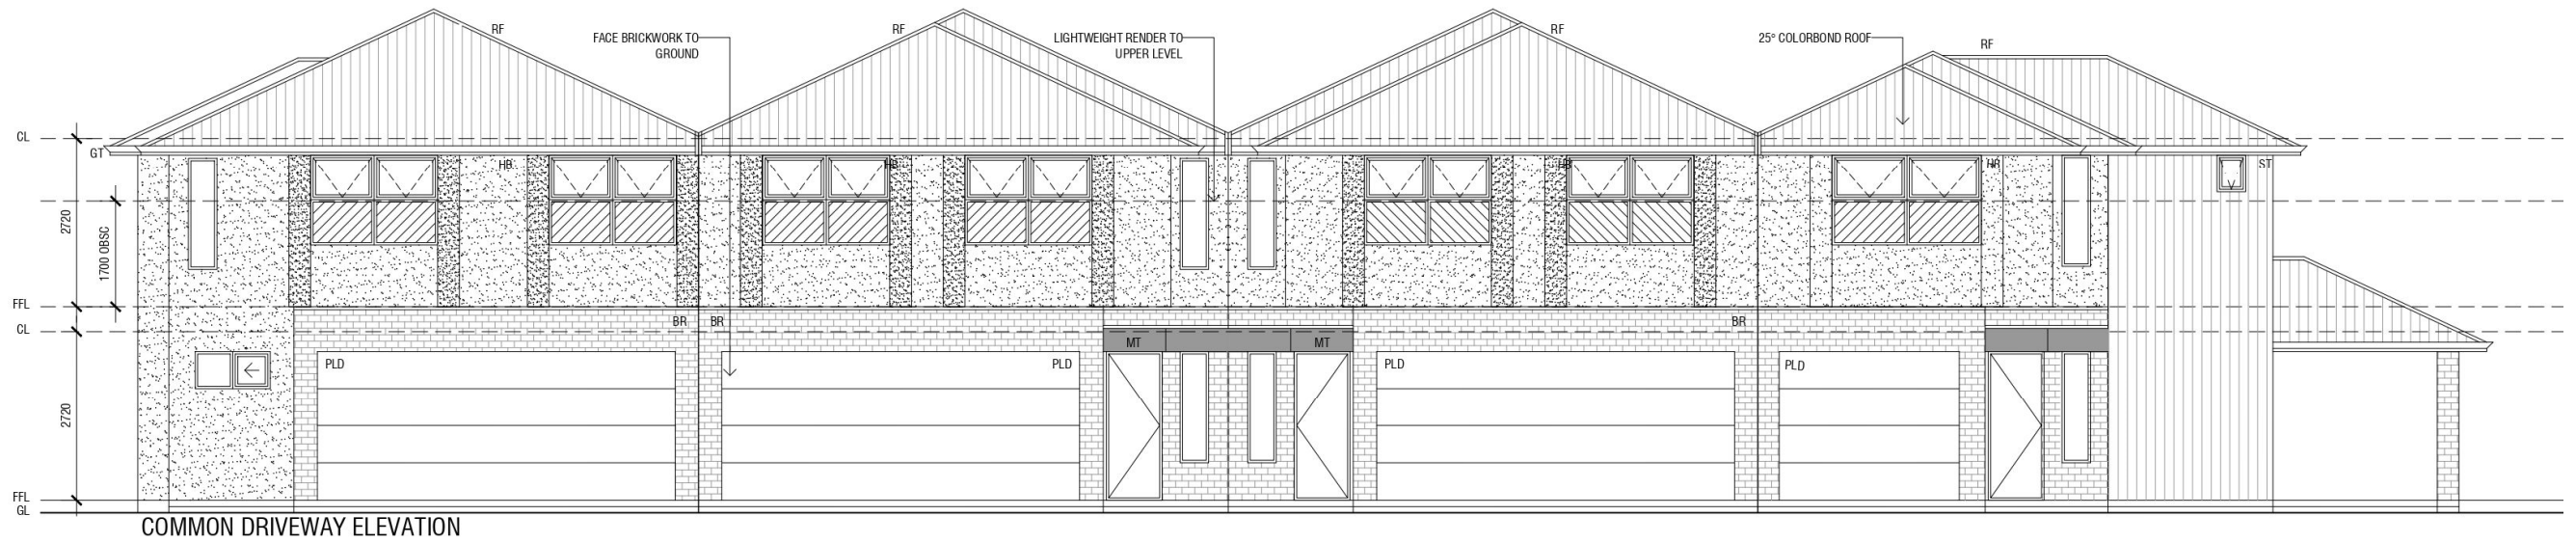 RF
FACE BRICKWORK TO
GROUND
RF
LIGHTWEIGHT RENDER TO
UPPER LEVEL
RF
25° COLORBOND ROOF
RF
CL
GT
HB
HB
HB
HB
ST
2720
1700 OBSC
FFL
CL
BR
BR
BR
MT
MT
PLD
PLD
PLD
PLD
2720
FFL
GL
COMMON DRIVEWAY ELEVATION